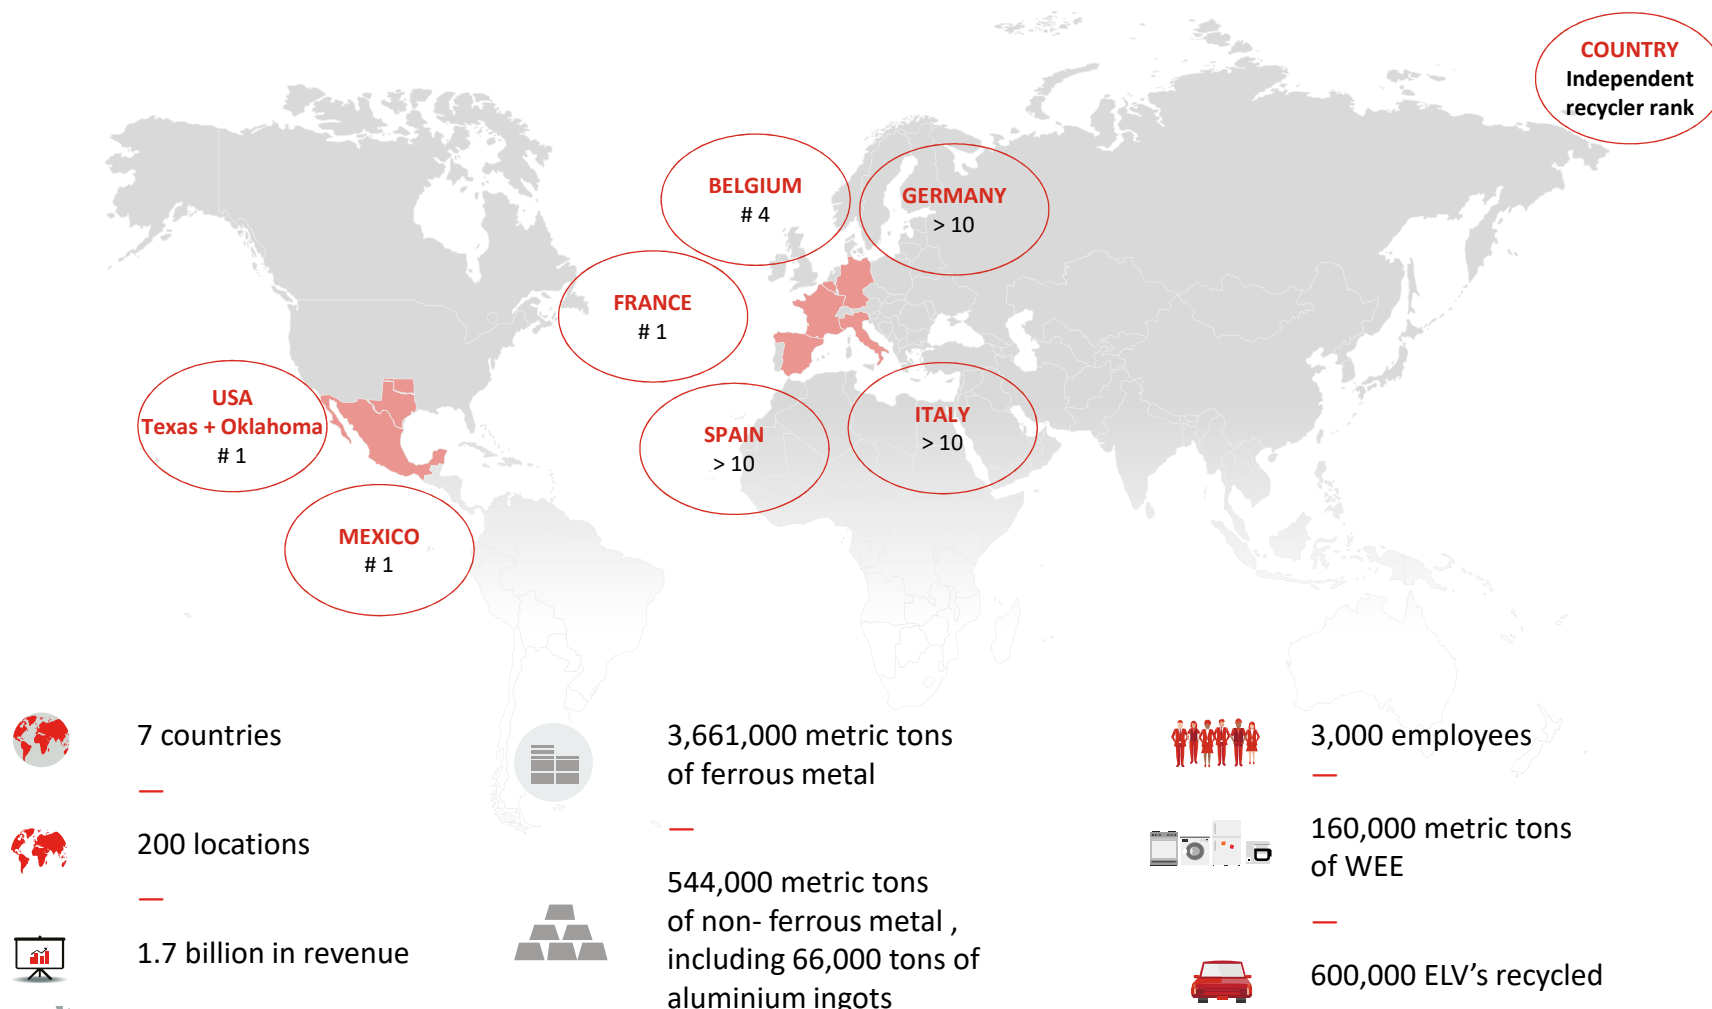 COUNTRY
Independent
recycler rank
BELGIUM
# 4
GERMANY
> 10
FRANCE
# 1
USA
Texas + Oklahoma
# 1
SPAIN
> 10
ITALY
> 10
MEXICO
# 1
7 countries
200 locations
1.7 billion in revenue
3,661,000 metric tons
of ferrous metal
544,000 metric tons
of non- ferrous metal ,
including 66,000 tons of
aluminium ingots
3,000 employees
160,000 metric tons
of WEE
600,000 ELV’s recycled